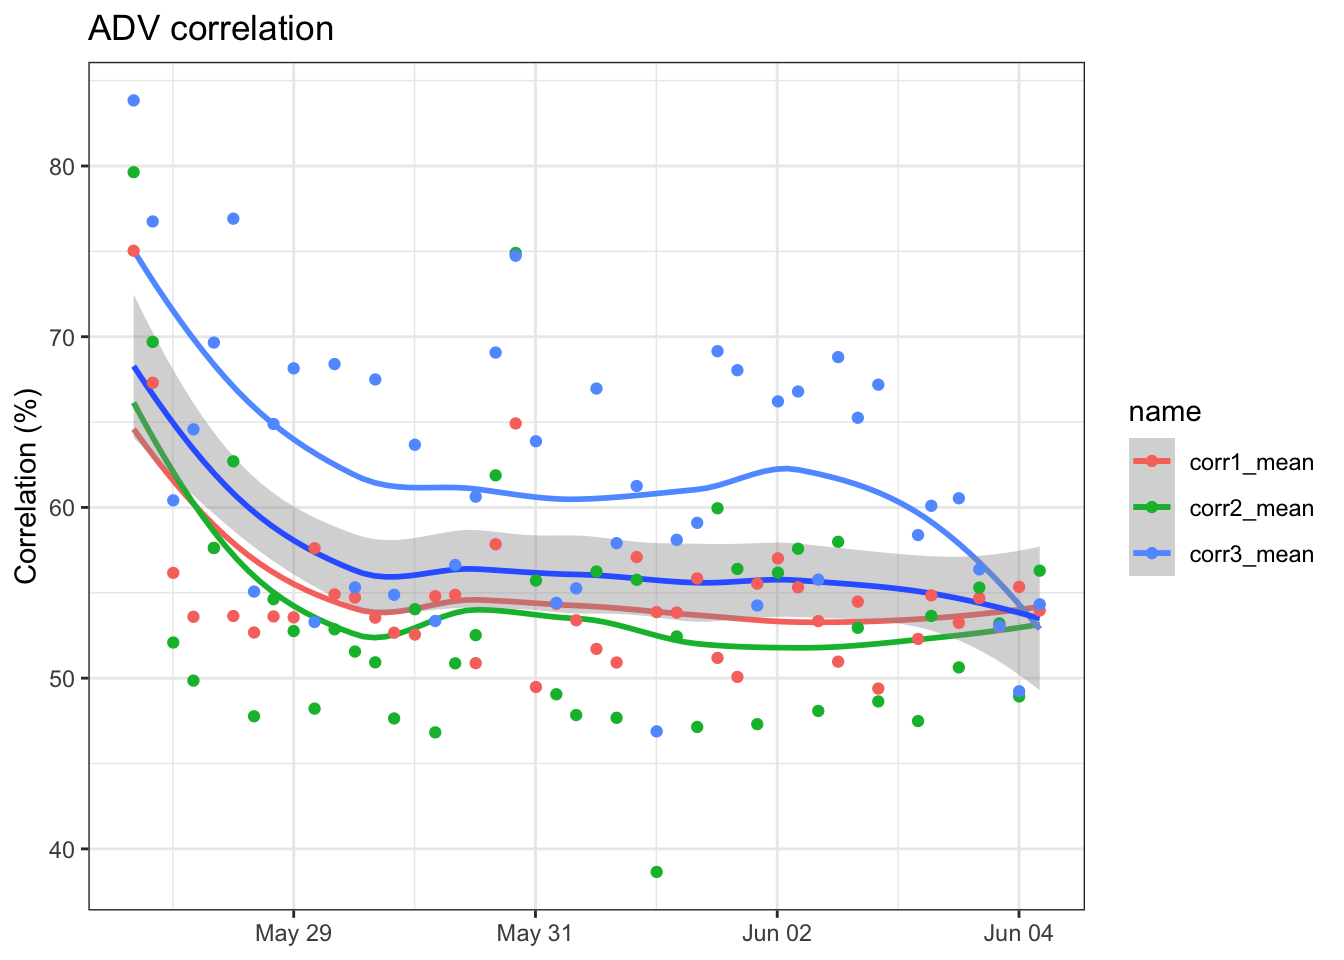 ADV correlation
Correlation (%)
80
70
60
50
40
May 29
May 31
Jun 02
Jun 04
name
corr1_mean
corr2_mean
corr3_mean